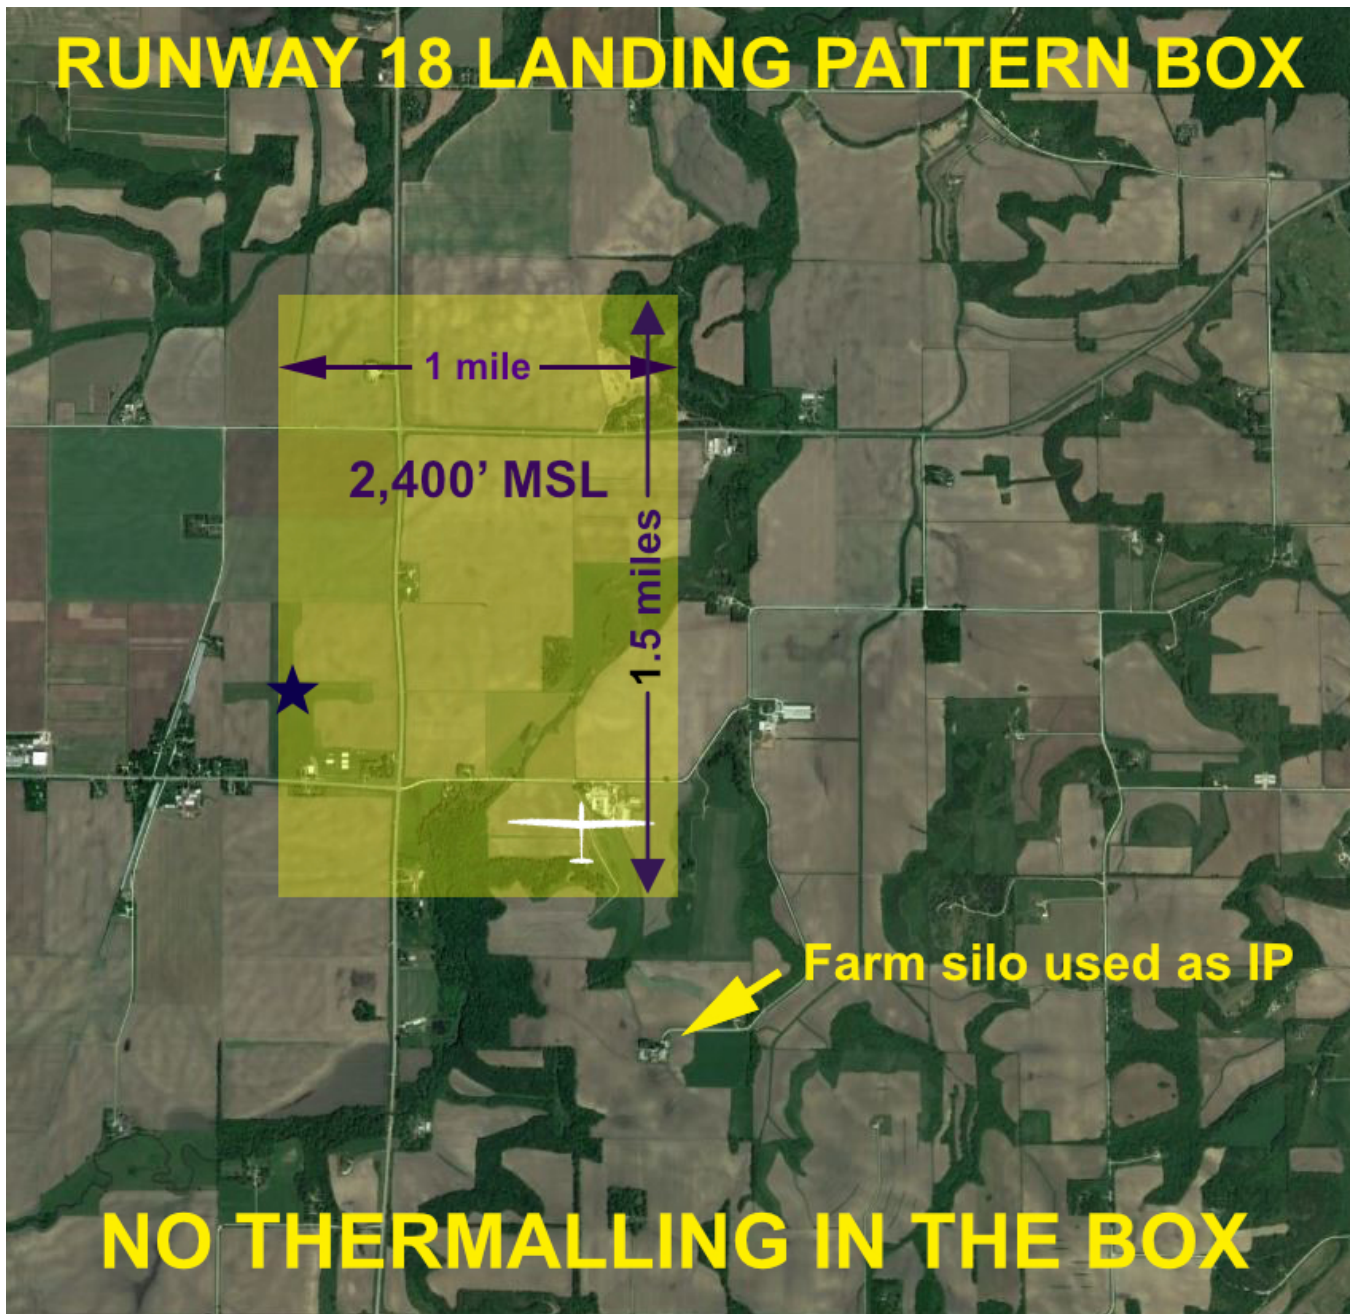 RUNWAY 18 LANDING PATTERN BOX
1 mile
2,400’ MSL
1.5 miles
Farm silo used as IP
NO THERMALLING IN THE BOX